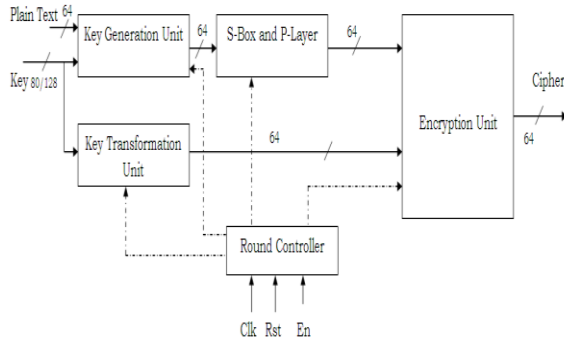 Plain Text
64
Key Generation Unit
64
S-Box and P-Layer
64
Key 80/128
Cipher
Encryption Unit
64
64
Key Transformation
Unit
Round Controller
Clk
Rst
En